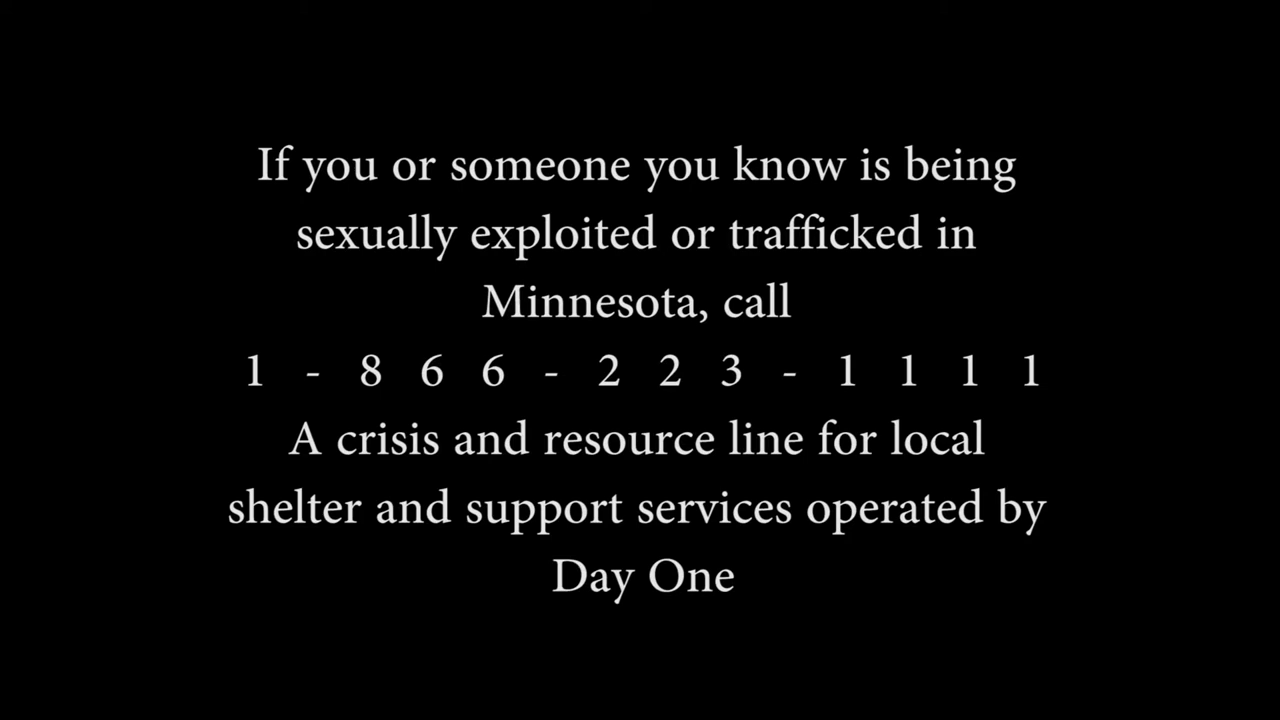 If you or someone you know is being
sexually exploited or trafficked in
Minnesota, call
1 - 8 6 6 - 2 2 3 - 1 1 1 1
A crisis and resource line for local
shelter and support services operated by
Day One